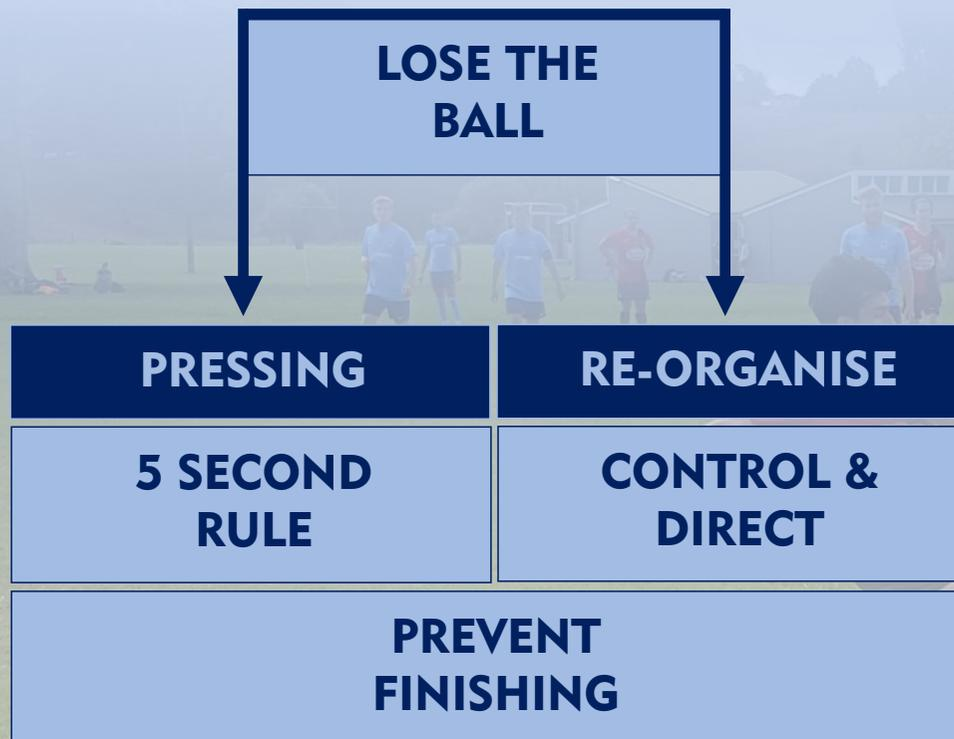 LOSE THE
BALL
PRESSING
RE-ORGANISE
5 SECOND
RULE
CONTROL &
DIRECT
PREVENT
FINISHING